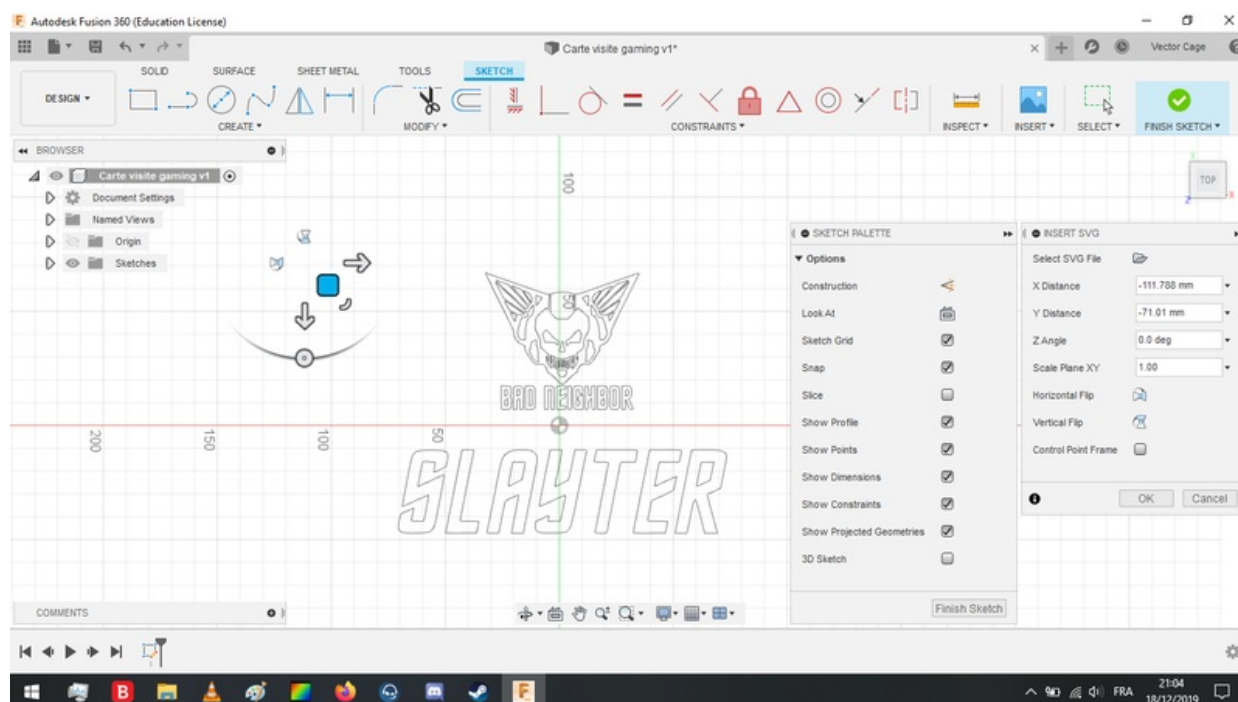 Autodesk Fusion 360 (Education License)
Carte visite gaming v1*
Vector Cage
SOLID SURFACE SHEET METAL TOOLS SKETCH
DESIGN
CREATE MODIFY CONSTRAINTS INSPECT INSERT SELECT FINISH SKETCH
BROWSER
Carte visite gaming v1
Document Settings
Named Views
Origin
Sketches
100
TOP
X
Z
SKETCH PALETTE
Options
Construction
Look At
Sketch Grid
Snap
Slice
Show Profile
Show Points
Show Dimensions
Show Constraints
Show Projected Geometries
3D Sketch
Finish Sketch
INSERT SVG
Select SVG File
X Distance -111.788 mm
Y Distance -71.01 mm
Z Angle 0.0 deg
Scale Plane XY 1.00
Horizontal Flip
Vertical Flip
Control Point Frame
OK Cancel
50
BAD NEIGHBOR
200 150 100 50
SLAYTER
COMMENTS
FRA
21:04
18/12/2019